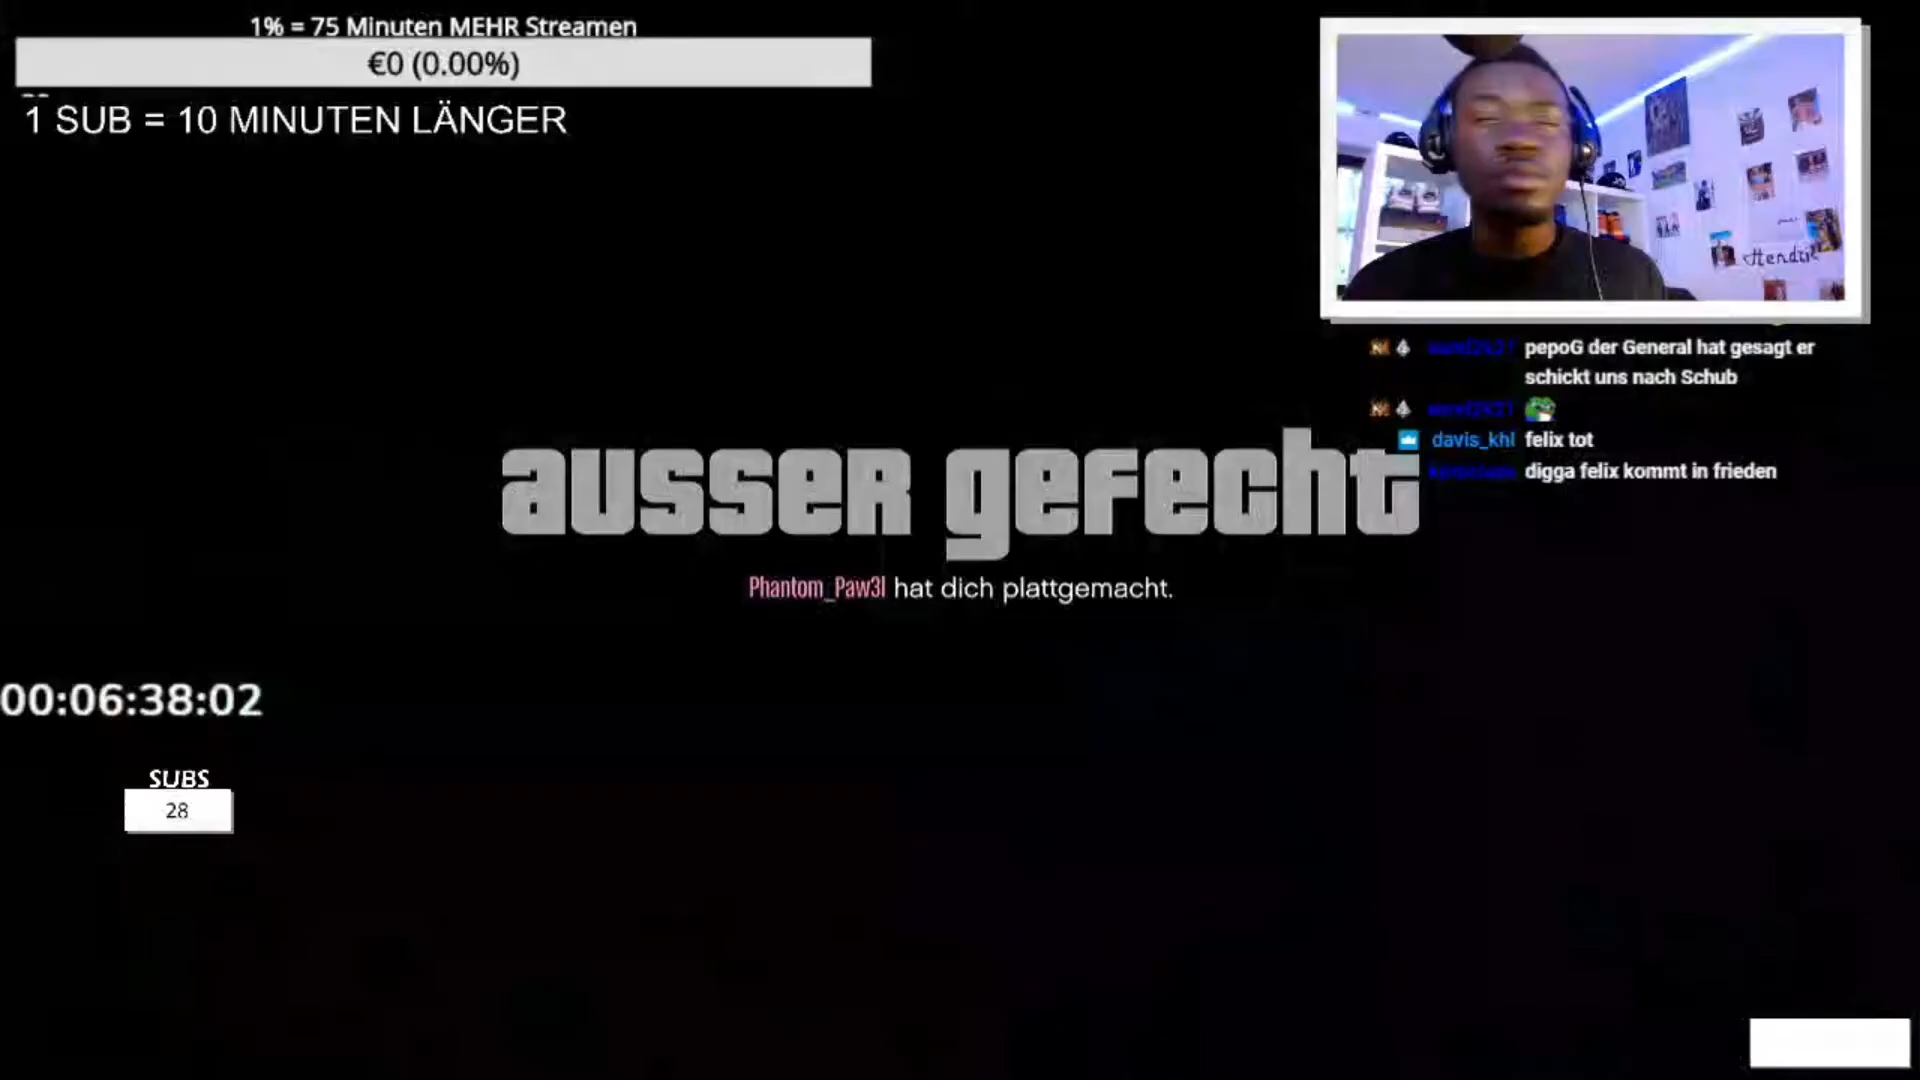 1% = 75 Minuten MEHR Streamen
€0 (0.00%)
1 SUB = 10 MINUTEN LÄNGER
Hendrik
pepoG der General hat gesagt er
schickt uns nach Schub
davis_khl felix tot
digga felix kommt in frieden
ausser gefecht
Phantom_Paw3l hat dich plattgemacht.
00:06:38:02
SUBS
28